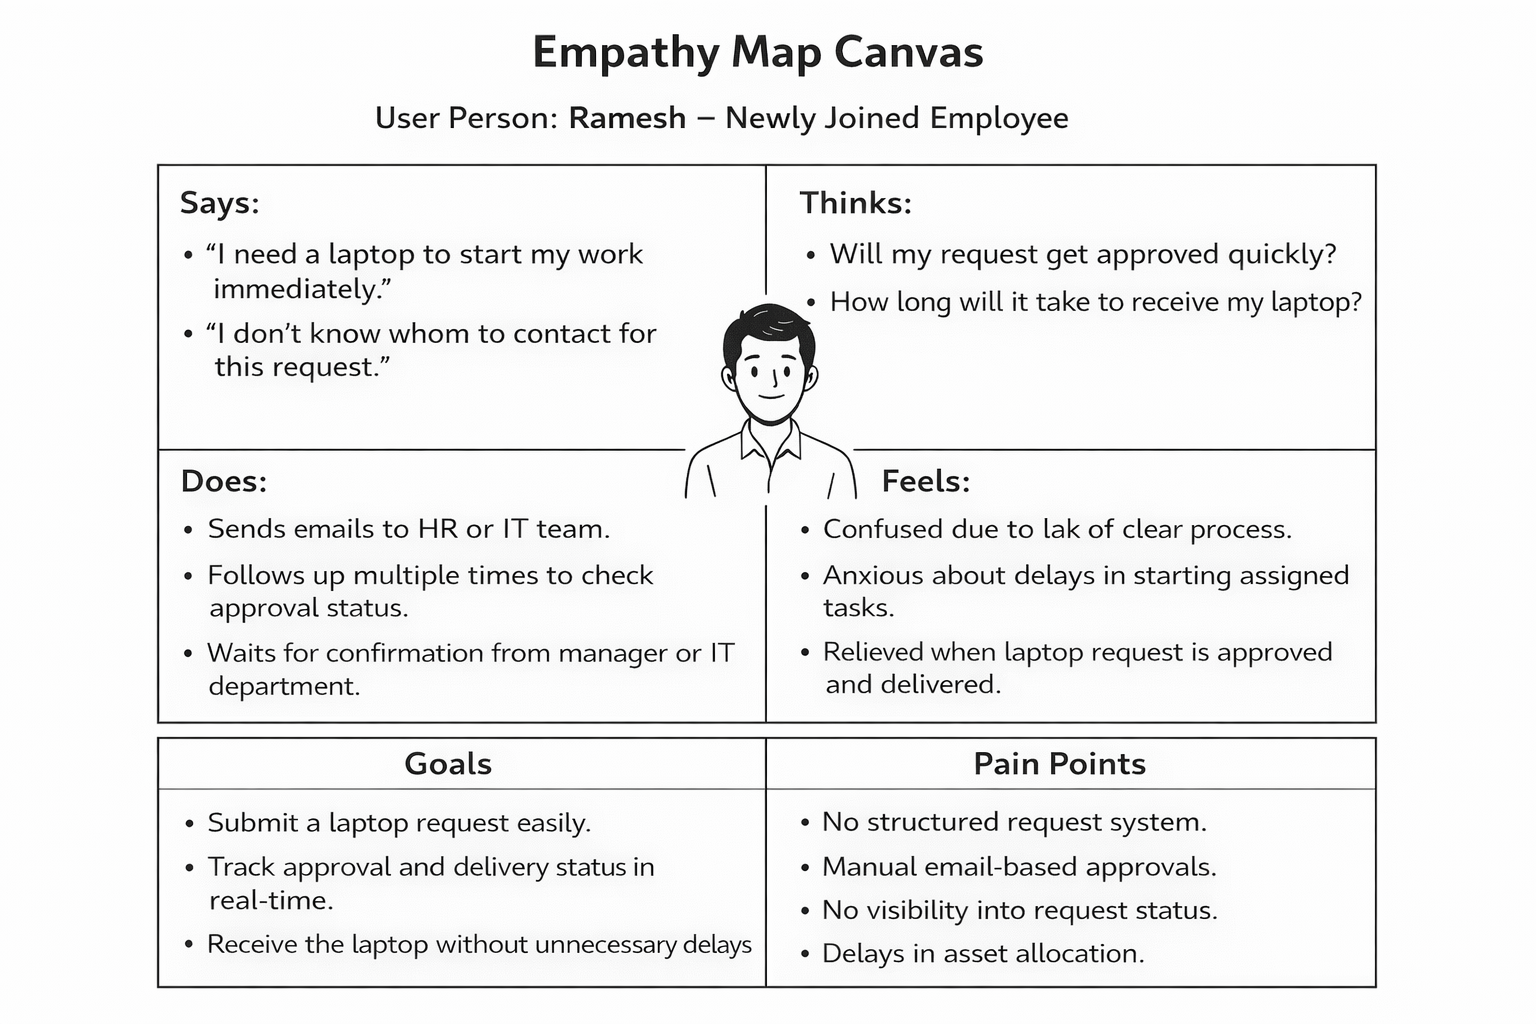 Empathy Map Canvas
User Person: Ramesh – Newly Joined Employee
Says:
• “I need a laptop to start my work
immediately.”
• “I don’t know whom to contact for
this request.”
Thinks:
• Will my request get approved quickly?
• How long will it take to receive my laptop?
Does:
• Sends emails to HR or IT team.
• Follows up multiple times to check
approval status.
• Waits for confirmation from manager or IT
department.
Feels:
• Confused due to lak of clear process.
• Anxious about delays in starting assigned
tasks.
• Relieved when laptop request is approved
and delivered.
Goals
• Submit a laptop request easily.
• Track approval and delivery status in
real-time.
• Receive the laptop without unnecessary delays
Pain Points
• No structured request system.
• Manual email-based approvals.
• No visibility into request status.
• Delays in asset allocation.